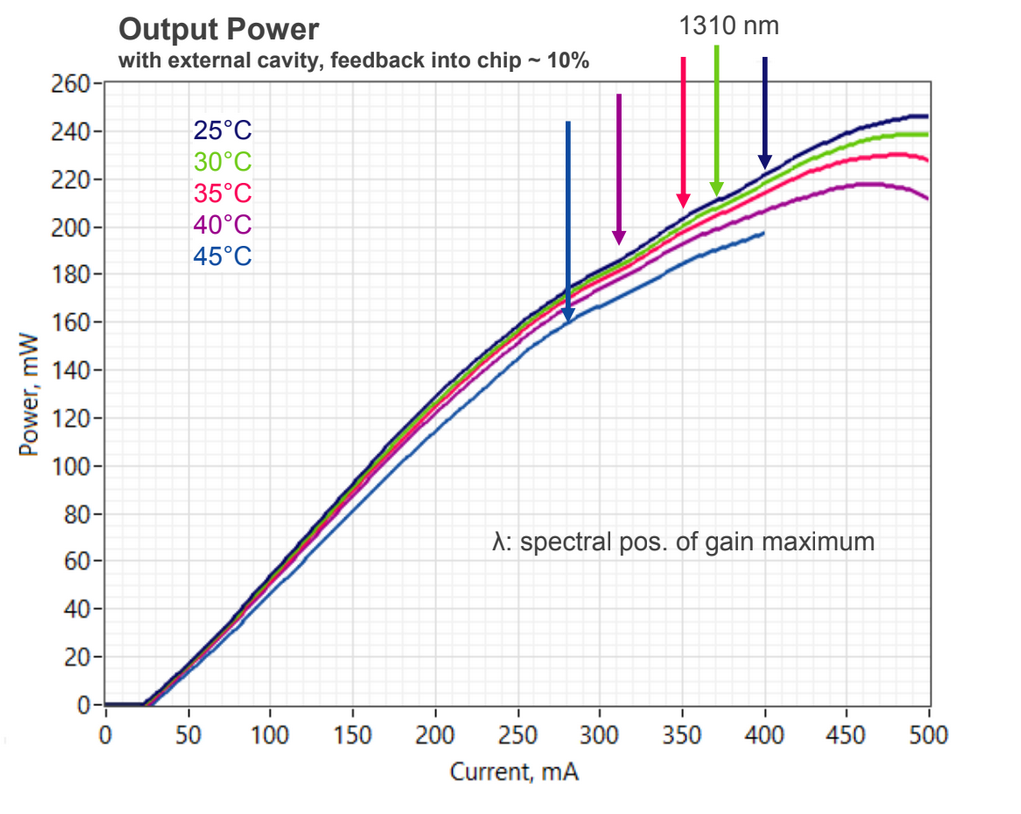 Output Power
with external cavity, feedback into chip ~ 10%
1310 nm
25°C
30°C
35°C
40°C
45°C
λ: spectral pos. of gain maximum
Power, mW
260
240
220
200
180
160
140
120
100
80
60
40
20
0
0 50 100 150 200 250 300 350 400 450 500
Current, mA